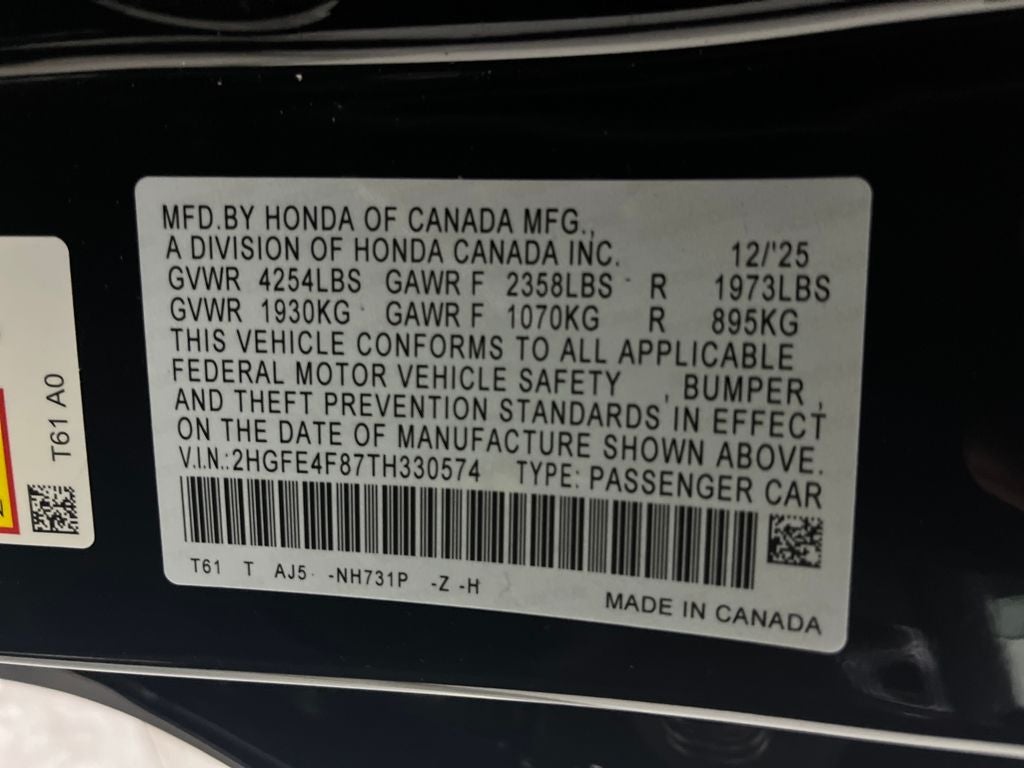 MFD.BY HONDA OF CANADA MFG.,
A DIVISION OF HONDA CANADA INC. 12/'25
GVWR 4254LBS GAWR F 2358LBS R 1973LBS
GVWR 1930KG GAWR F 1070KG R 895KG
THIS VEHICLE CONFORMS TO ALL APPLICABLE
FEDERAL MOTOR VEHICLE SAFETY , BUMPER ,
AND THEFT PREVENTION STANDARDS IN EFFECT
ON THE DATE OF MANUFACTURE SHOWN ABOVE.
V.I.N.:2HGFE4F87TH330574 TYPE: PASSENGER CAR
T61 T AJ5 -NH731P -Z -H
MADE IN CANADA
T61 A0